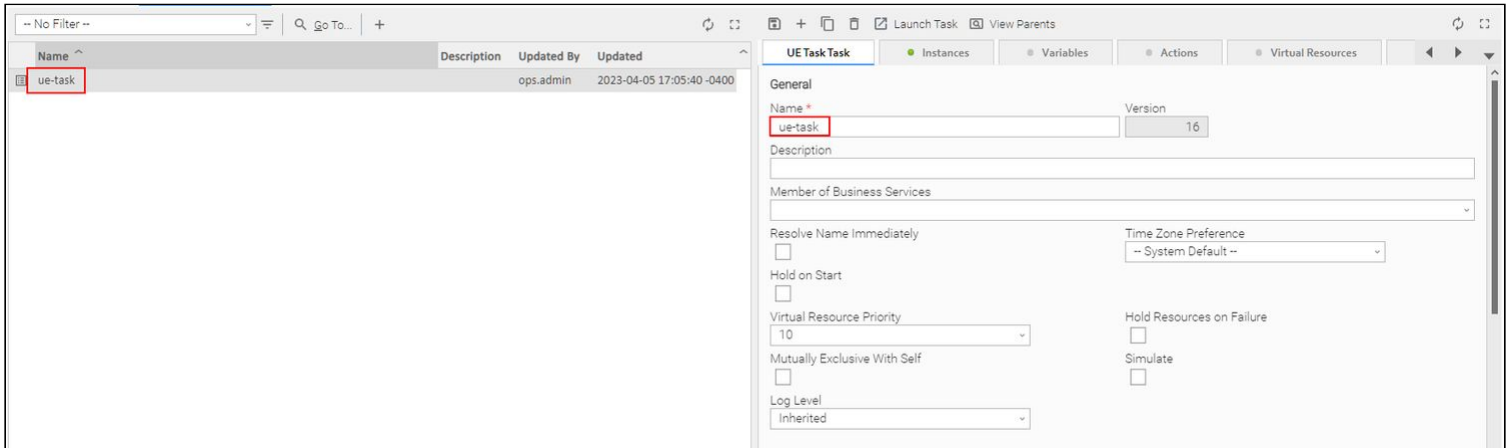 -- No Filter --
Go To...
Name
Description
Updated By
Updated
ue-task
ops.admin
2023-04-05 17:05:40 -0400
Launch Task
View Parents
UE Task Task
Instances
Variables
Actions
Virtual Resources
General
Name *
Version
ue-task
16
Description
Member of Business Services
Resolve Name Immediately
Time Zone Preference
-- System Default --
Hold on Start
Virtual Resource Priority
Hold Resources on Failure
10
Mutually Exclusive With Self
Simulate
Log Level
Inherited